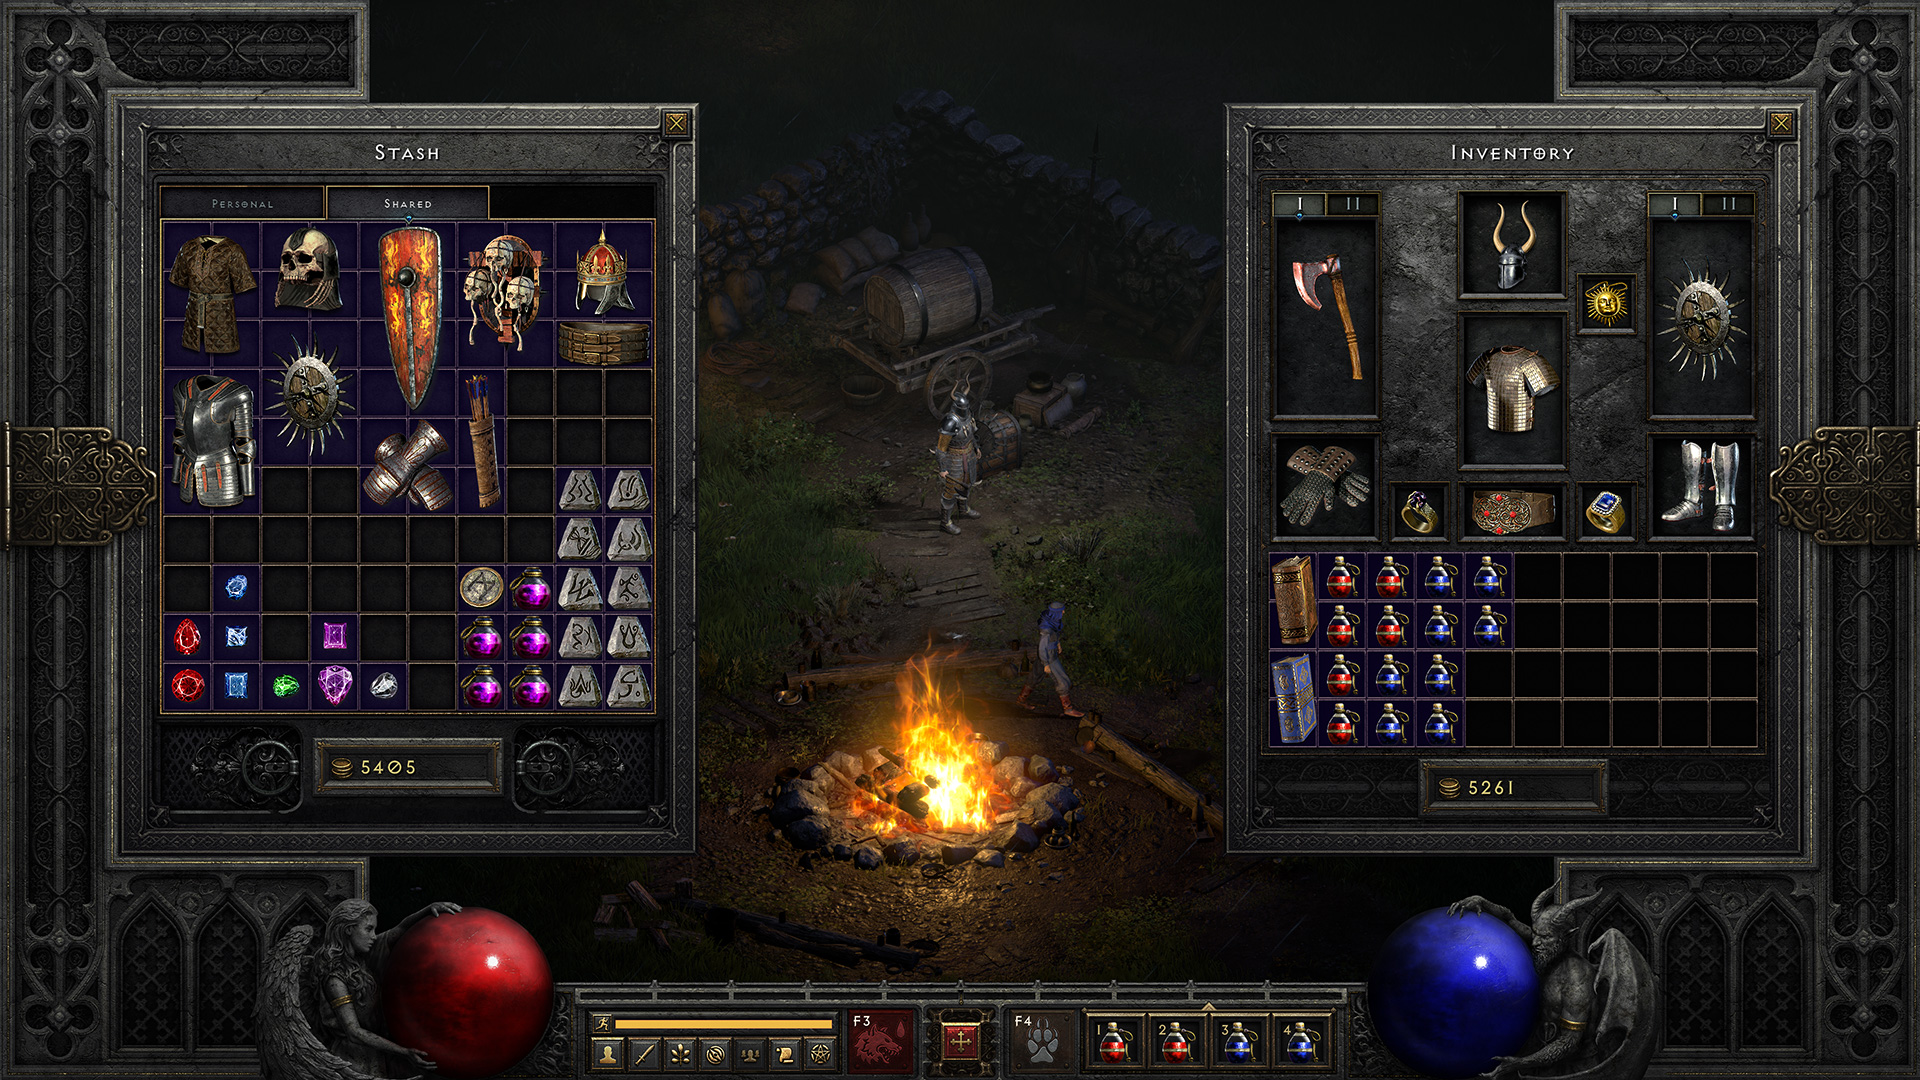 STASH
PERSONAL
SHARED
5405
INVENTORY
I
II
I
II
5261
F3
F4
1
2
3
4